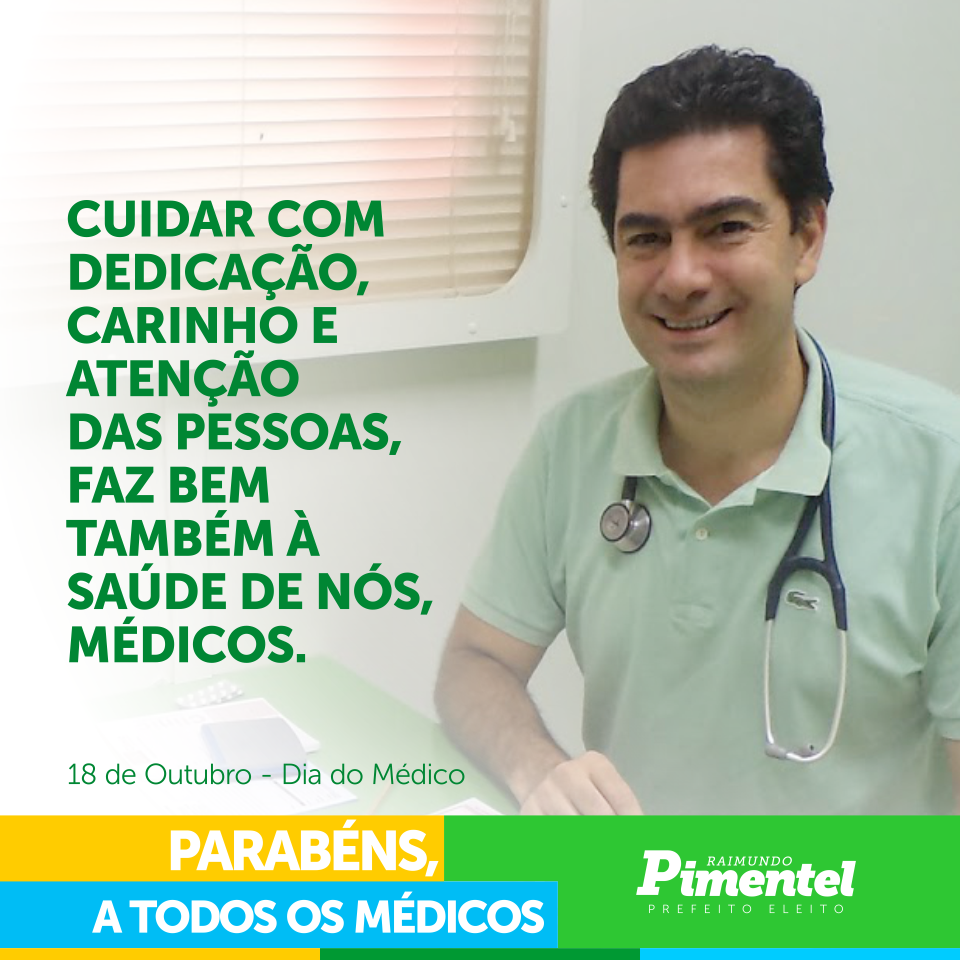 CUIDAR COM
DEDICAÇÃO,
CARINHO E
ATENÇÃO
DAS PESSOAS,
FAZ BEM
TAMBÉM À
SAÚDE DE NÓS,
MÉDICOS.
18 de Outubro - Dia do Médico
PARABÉNS,
A TODOS OS MÉDICOS
RAIMUNDO
Pimentel
PREFEITO ELEITO